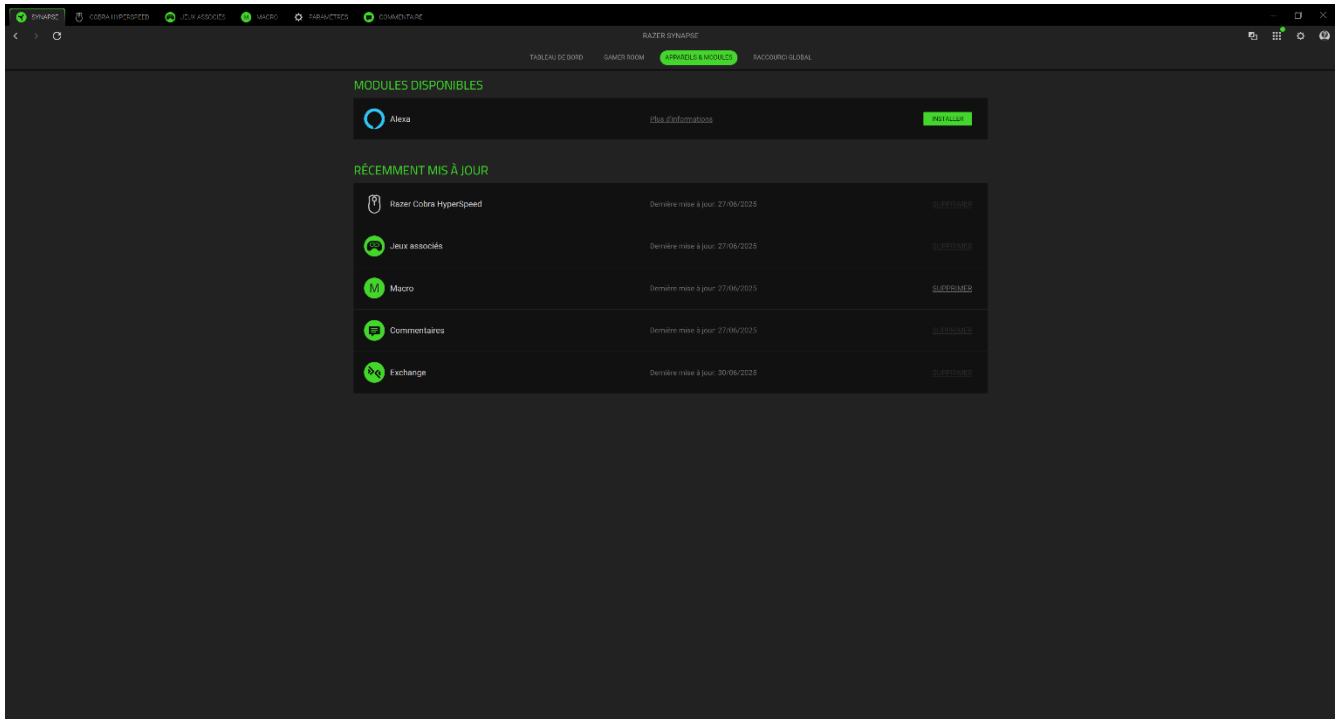 SYNAPSE COBRA HYPERSPEED JEUX ASSOCIÉS MACRO PARAMÈTRES COMMENTAIRE
RAZER SYNAPSE
TABLEAU DE BORD GAMER ROOM APPAREILS & MODULES RACCOURCI GLOBAL
MODULES DISPONIBLES
Alexa Plus d'informations INSTALLER
RÉCEMMENT MIS À JOUR
Razer Cobra HyperSpeed Dernière mise à jour: 27/06/2025 SUPPRIMER
Jeux associés Dernière mise à jour: 27/06/2025 SUPPRIMER
M Macro Dernière mise à jour: 27/06/2025 SUPPRIMER
Commentaires Dernière mise à jour: 27/06/2025 SUPPRIMER
Exchange Dernière mise à jour: 30/06/2025 SUPPRIMER